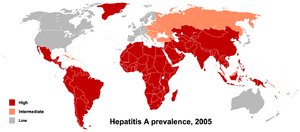 High
Intermediate
Low
Hepatitis A prevalence, 2005